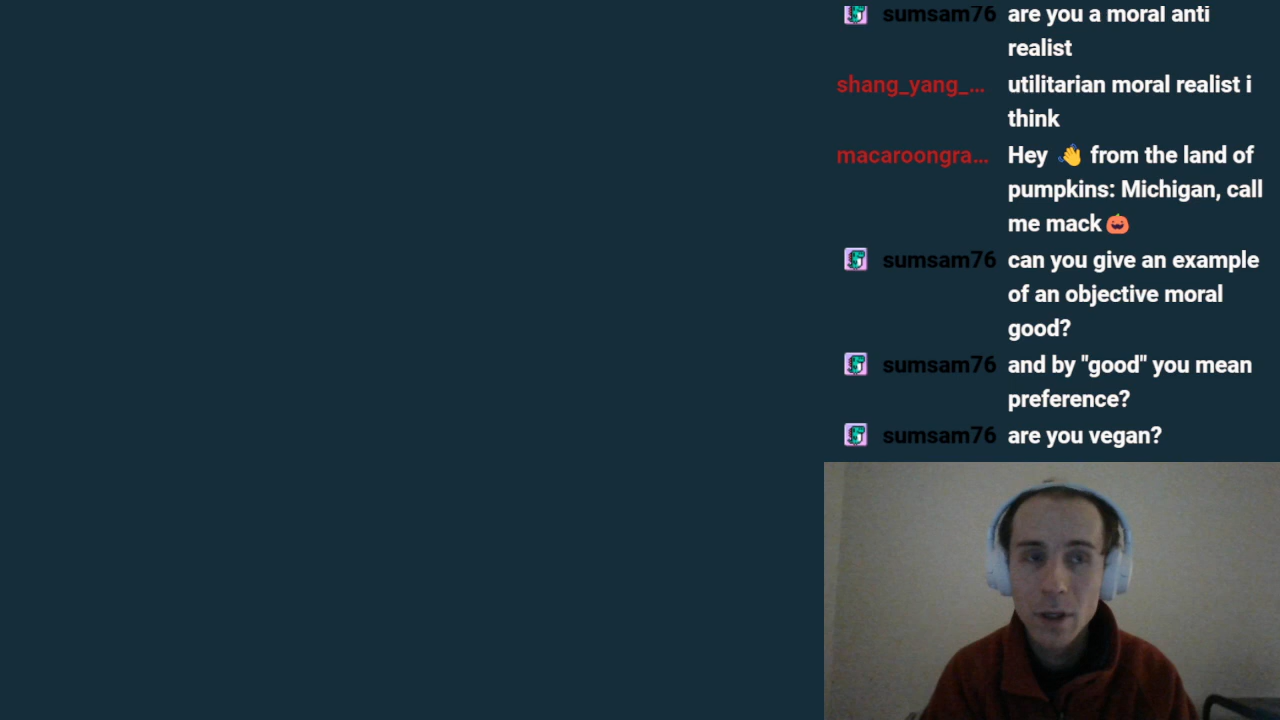 sumsam76 are you a moral anti
realist
shang_yang_... utilitarian moral realist i
think
macaroongra... Hey 👋 from the land of
pumpkins: Michigan, call
me mack 🎃
sumsam76 can you give an example
of an objective moral
good?
sumsam76 and by "good" you mean
preference?
sumsam76 are you vegan?